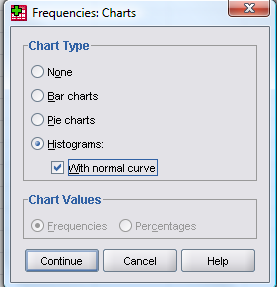 Frequencies: Charts
Chart Type
None
Bar charts
Pie charts
Histograms:
With normal curve
Chart Values
Frequencies Percentages
Continue Cancel Help